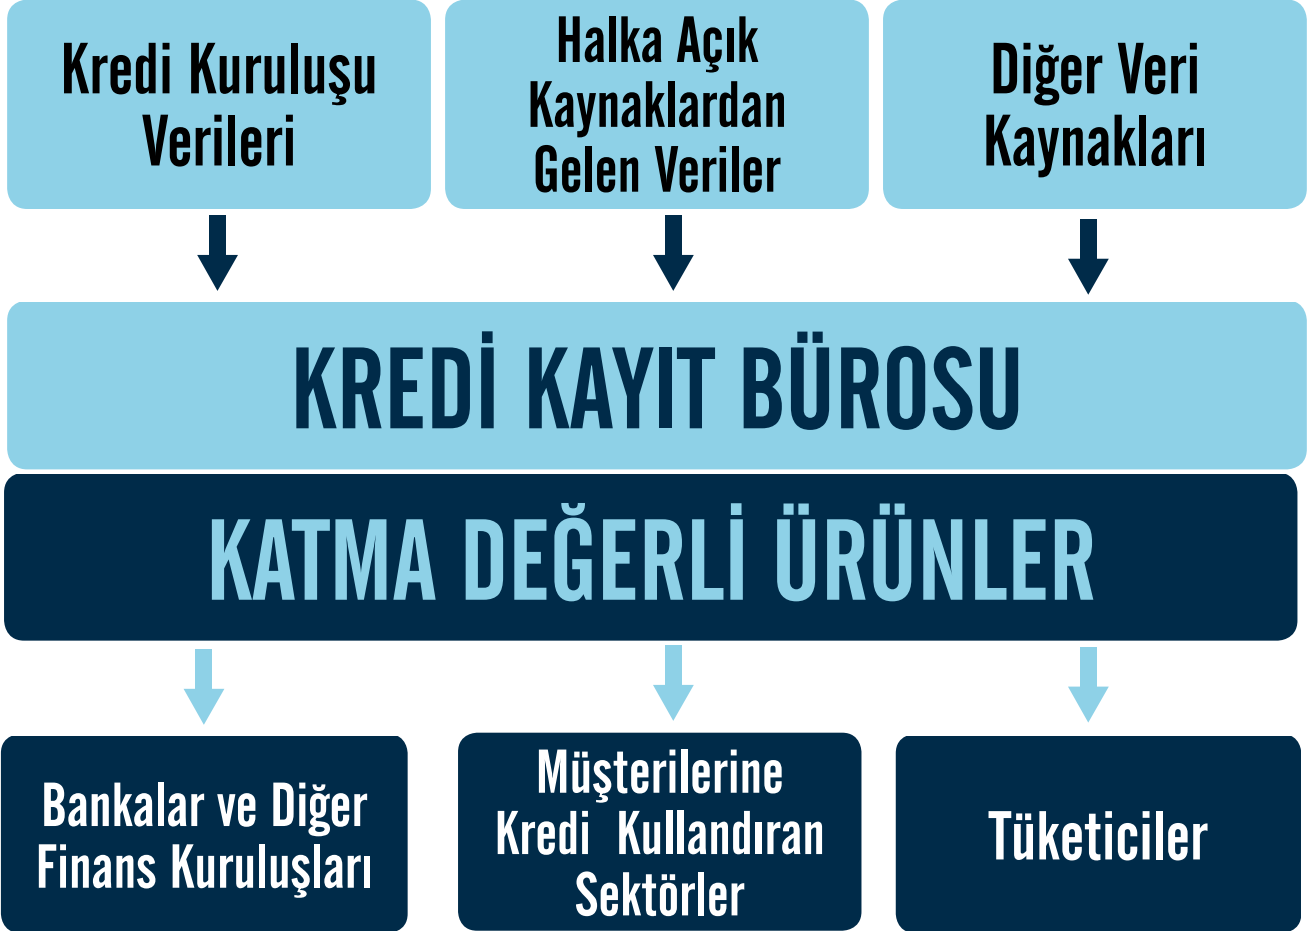 Kredi Kuruluşu
Verileri
Halka Açık
Kaynaklardan
Gelen Veriler
Diğer Veri
Kaynakları
KREDİ KAYIT BÜROSU
KATMA DEĞERLİ ÜRÜNLER
Bankalar ve Diğer
Finans Kuruluşları
Müşterilerine
Kredi Kullandıran
Sektörler
Tüketiciler